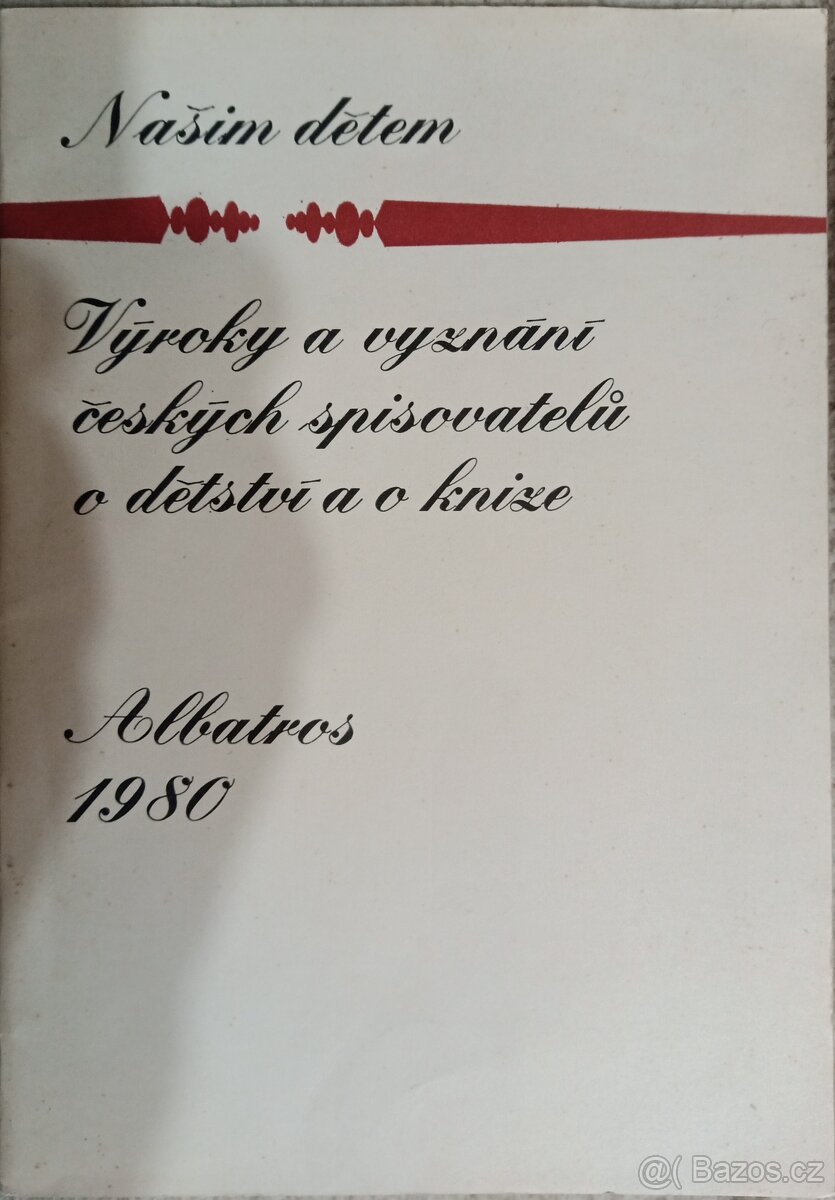 Našim dětem
Výroky a vyznání
českých spisovatelů
o dětství a o knize
Albatros
1980
@( Bazos.cz